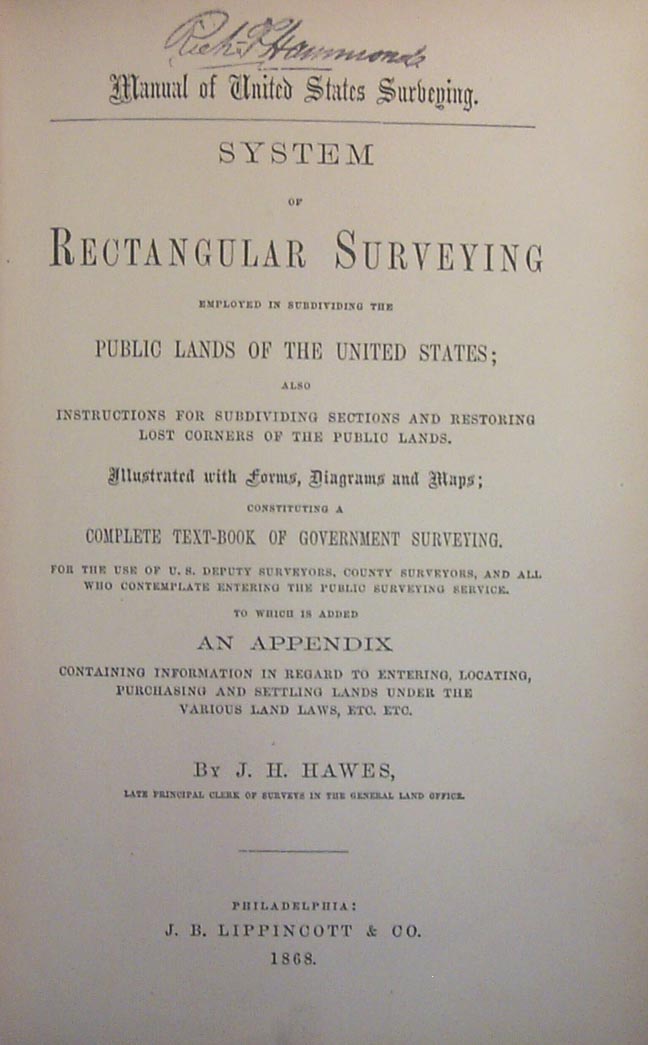 Rich. P. Hammond
Manual of United States Surveying.
SYSTEM
OF
RECTANGULAR SURVEYING
EMPLOYED IN SUBDIVIDING THE
PUBLIC LANDS OF THE UNITED STATES;
ALSO
INSTRUCTIONS FOR SUBDIVIDING SECTIONS AND RESTORING
LOST CORNERS OF THE PUBLIC LANDS.
Illustrated with Forms, Diagrams and Maps;
CONSTITUTING A
COMPLETE TEXT-BOOK OF GOVERNMENT SURVEYING.
FOR THE USE OF U. S. DEPUTY SURVEYORS, COUNTY SURVEYORS, AND ALL
WHO CONTEMPLATE ENTERING THE PUBLIC SURVEYING SERVICE.
TO WHICH IS ADDED
AN APPENDIX
CONTAINING INFORMATION IN REGARD TO ENTERING, LOCATING,
PURCHASING AND SETTLING LANDS UNDER THE
VARIOUS LAND LAWS, ETC. ETC.
BY J. H. HAWES,
LATE PRINCIPAL CLERK OF SURVEYS IN THE GENERAL LAND OFFICE.
PHILADELPHIA:
J. B. LIPPINCOTT & CO.
1868.